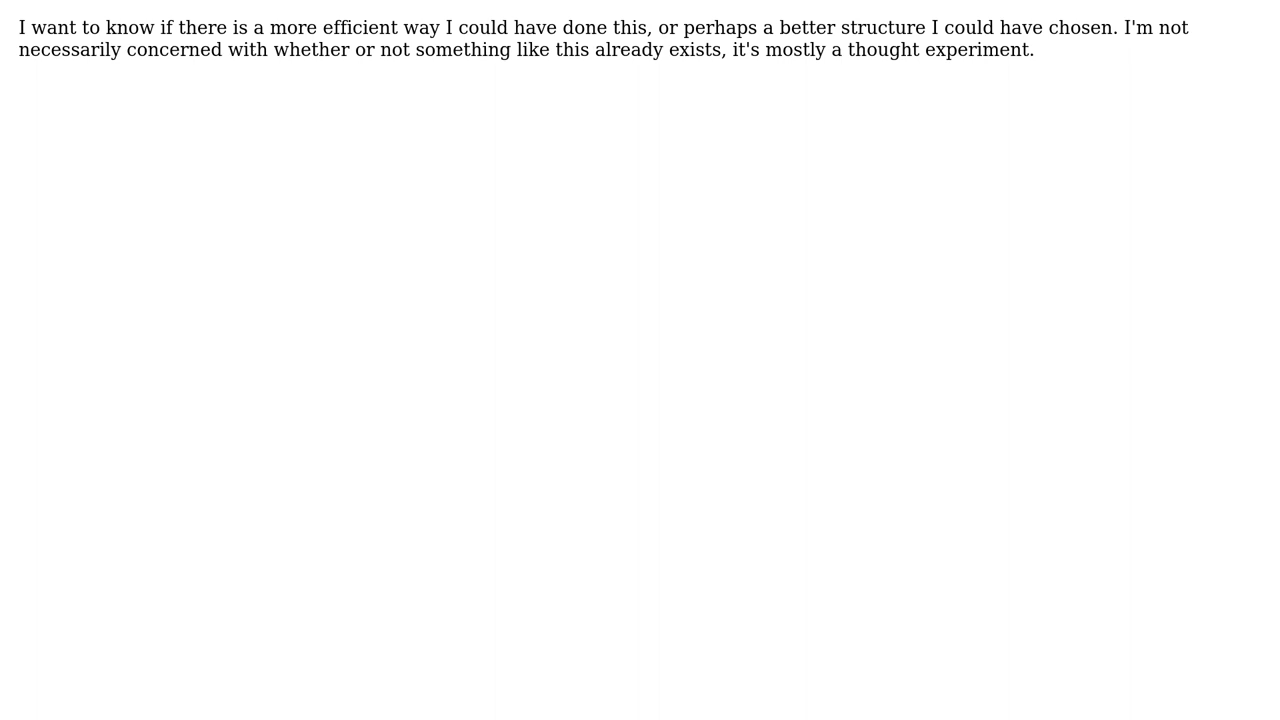 I want to know if there is a more efficient way I could have done this, or perhaps a better structure I could have chosen. I'm not
necessarily concerned with whether or not something like this already exists, it's mostly a thought experiment.